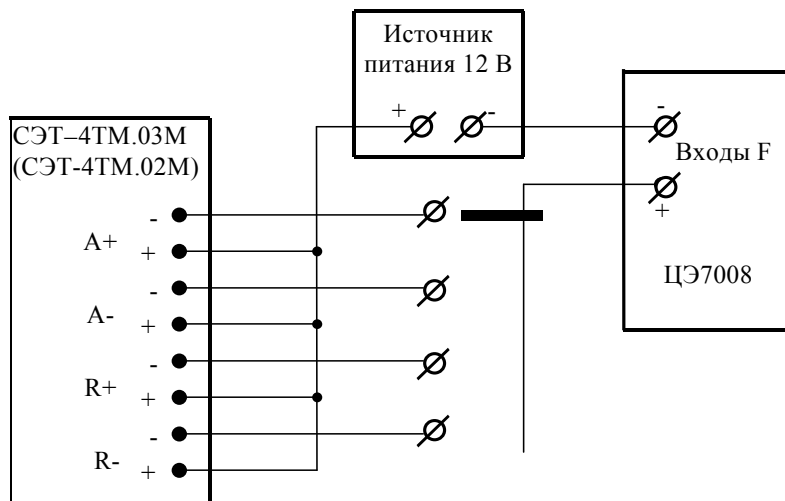 Источник
питания 12 В
+ -
СЭТ–4ТМ.03М
(СЭТ-4ТМ.02М)
-
A+
+
-
A-
+
-
R+
+
-
R-
+
-
Входы F
+
ЦЭ7008